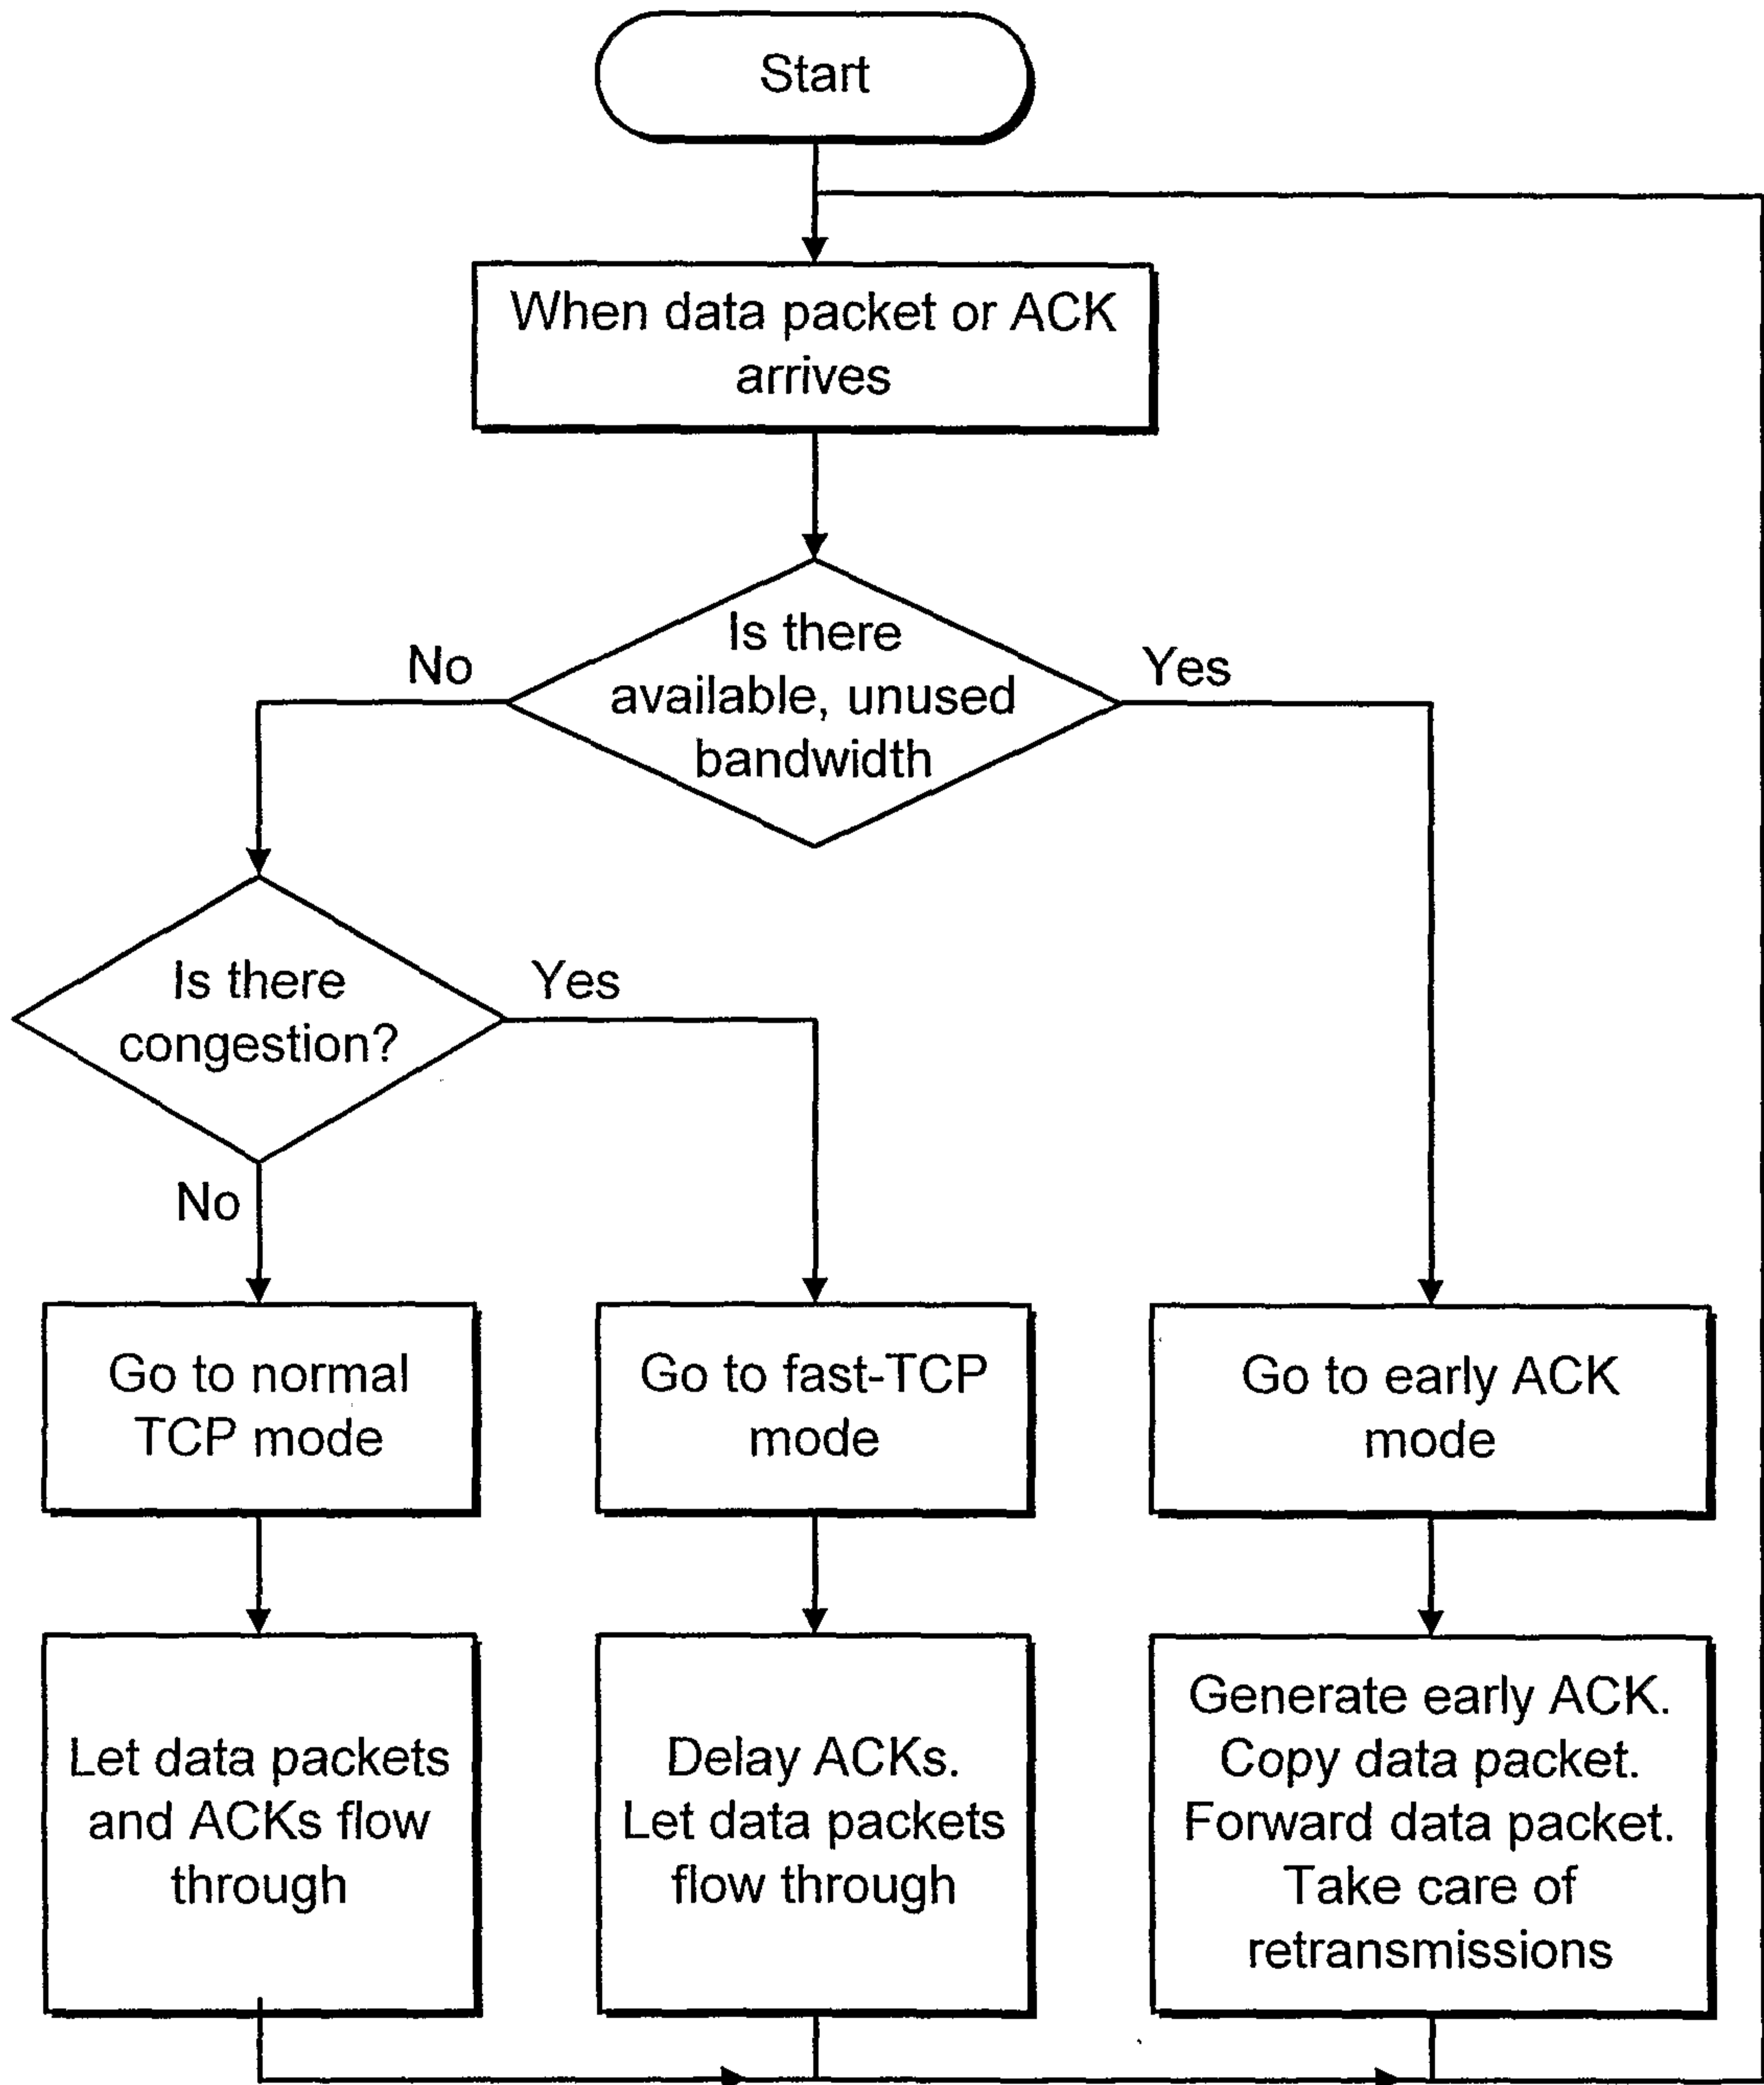 Start
When data packet or ACK
arrives
Is there
available, unused
bandwidth
No
Yes
Is there
congestion?
Yes
No
Go to normal
TCP mode
Go to fast-TCP
mode
Go to early ACK
mode
Let data packets
and ACKs flow
through
Delay ACKs.
Let data packets
flow through
Generate early ACK.
Copy data packet.
Forward data packet.
Take care of
retransmissions